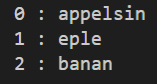 0 : appelsin
1 : eple
2 : banan